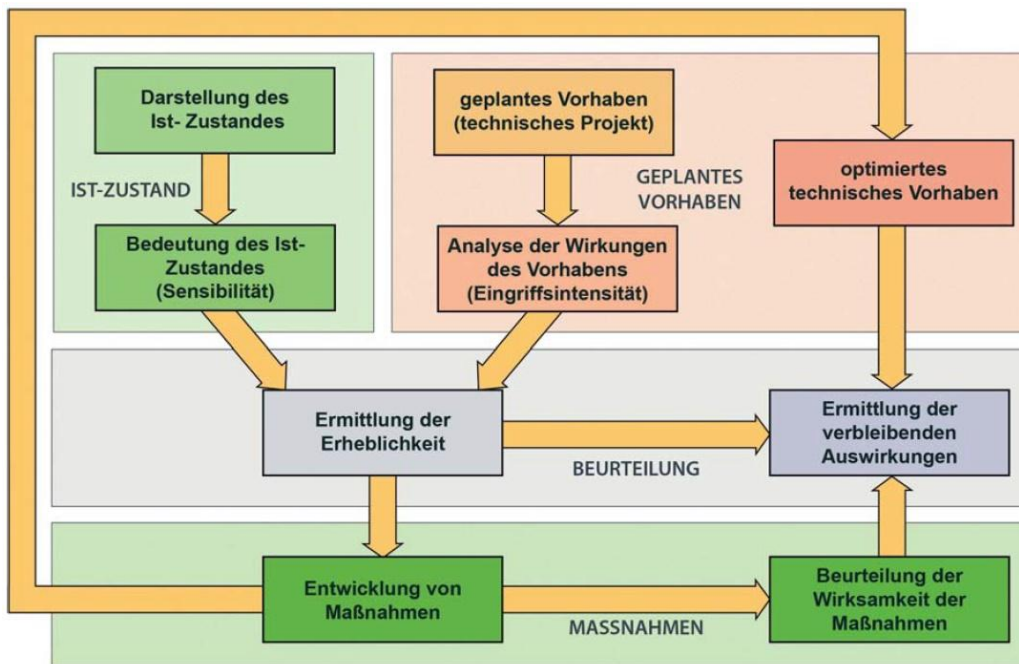 Darstellung des
Ist- Zustandes
geplantes Vorhaben
(technisches Projekt)
IST-ZUSTAND
GEPLANTES
VORHABEN
optimiertes
technisches Vorhaben
Bedeutung des Ist-
Zustandes
(Sensibilität)
Analyse der Wirkungen
des Vorhabens
(Eingriffsintensität)
Ermittlung der
Erheblichkeit
BEURTEILUNG
Ermittlung der
verbleibenden
Auswirkungen
Entwicklung von
Maßnahmen
MASSNAHMEN
Beurteilung der
Wirksamkeit der
Maßnahmen